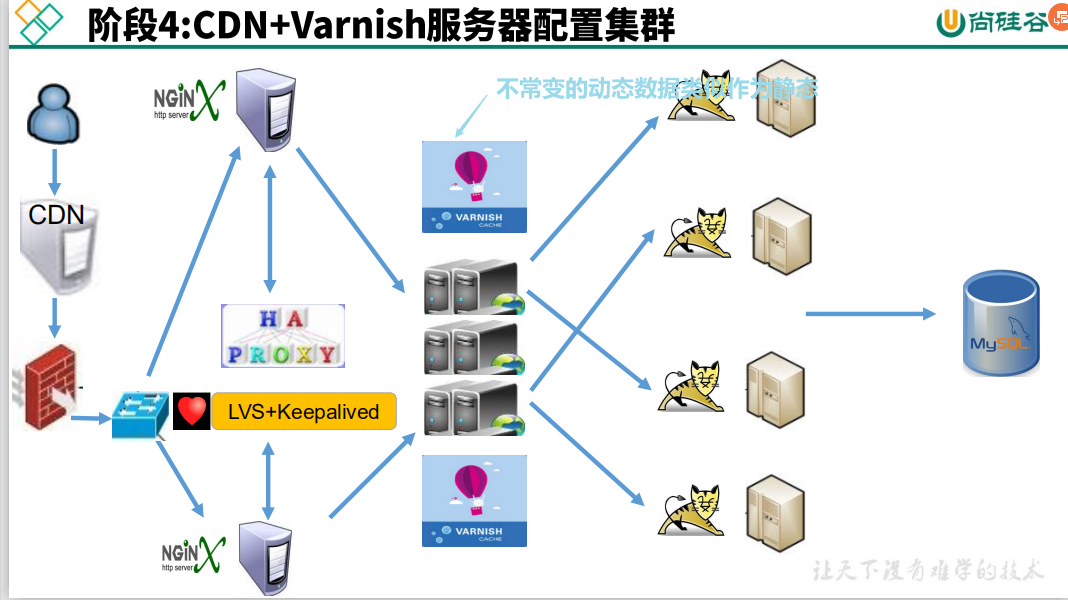 阶段4:CDN+Varnish服务器配置集群
尚硅谷
NGiNX
http server
不常变的动态数据类似作为静态
VARNISH
CACHE
CDN
HA
PROXY
LVS+Keepalived
MySQL
NGiNX
http server
VARNISH
CACHE
让天下没有难学的技术